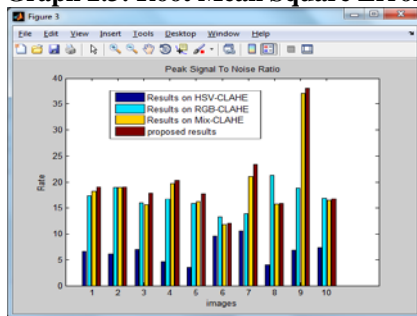 Graph 2.5: Root Mean Square Error
Figure 3
File Edit View Insert Tools Desktop Window Help
Peak Signal To Noise Ratio
40
35
30
25
20
15
10
5
0
Rate
Results on HSV-CLAHE
Results on RGB-CLAHE
Results on Mix-CLAHE
proposed results
1 2 3 4 5 6 7 8 9 10
images